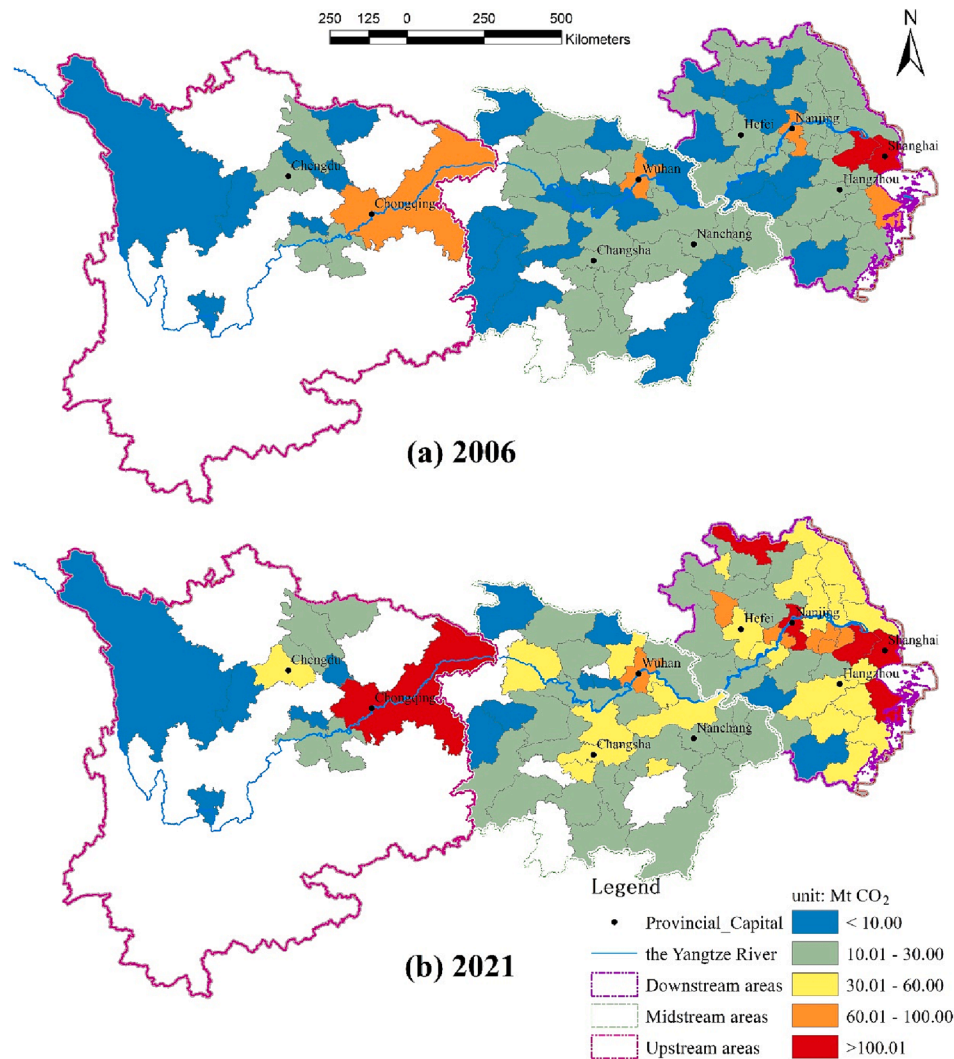 250 125 0 250 500
Kilometers
N
Hefei
Nanjing
Shanghai
Hangzhou
Chengdu
Wuhan
Chongqing
Changsha
Nanchang
(a) 2006
Hefei
Nanjing
Shanghai
Hangzhou
Chengdu
Wuhan
Chongqing
Changsha
Nanchang
(b) 2021
Legend
unit: Mt CO₂
Provincial_Capital
< 10.00
the Yangtze River
10.01 - 30.00
Downstream areas
30.01 - 60.00
Midstream areas
60.01 - 100.00
Upstream areas
>100.01